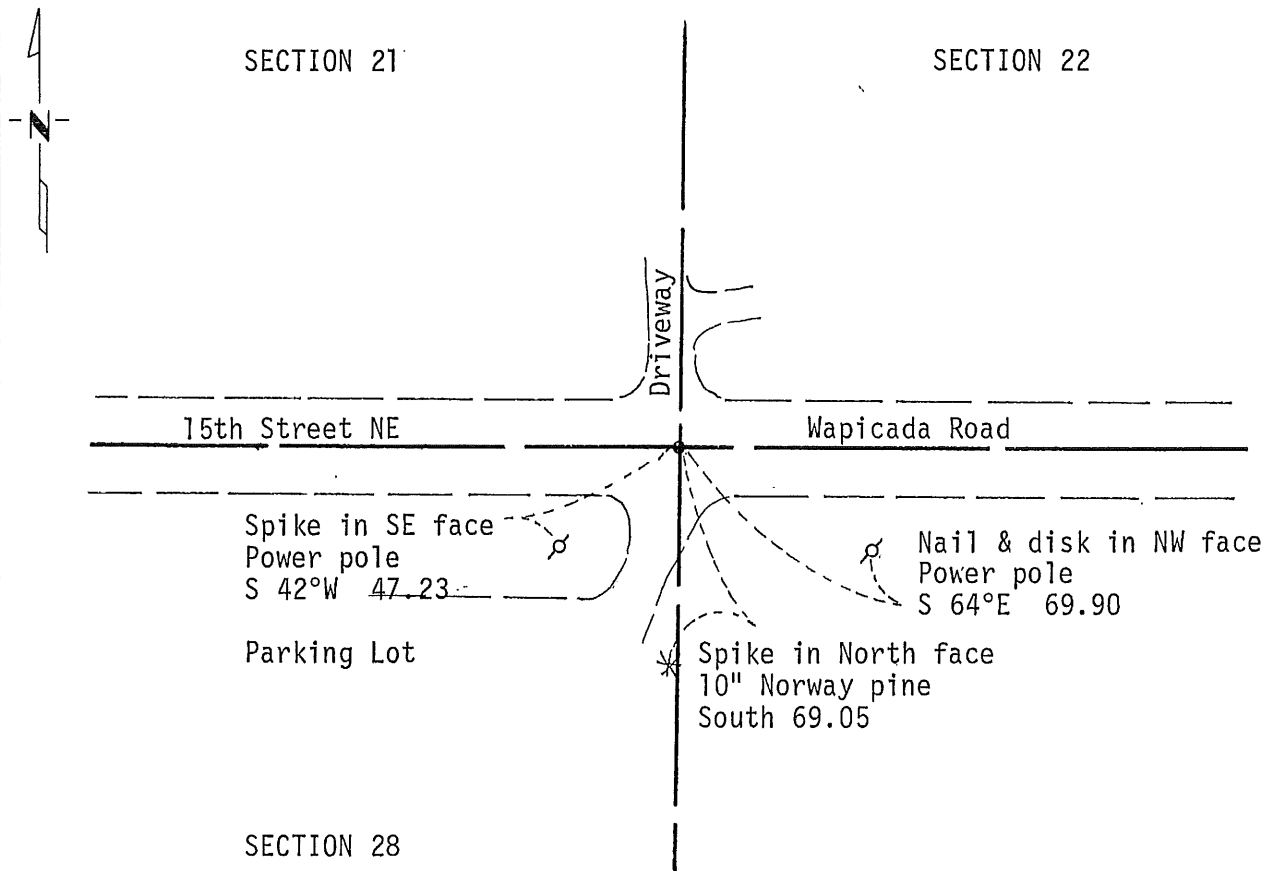 SECTION 21
SECTION 22
N
Driveway
15th Street NE
Wapicada Road
Spike in SE face
Power pole
S 42°W 47.23
Nail & disk in NW face
Power pole
S 64°E 69.90
Parking Lot
Spike in North face
10" Norway pine
South 69.05
SECTION 28